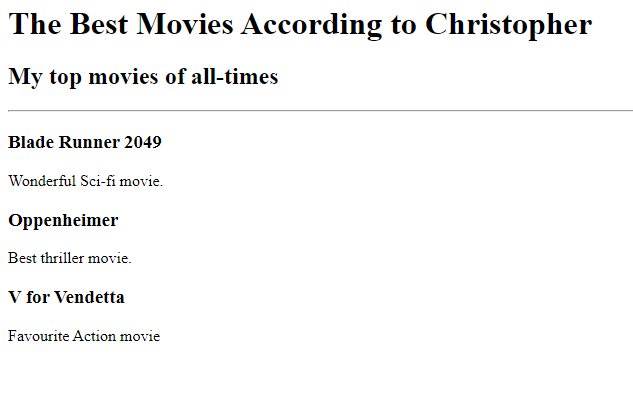 The Best Movies According to Christopher
My top movies of all-times
Blade Runner 2049
Wonderful Sci-fi movie.
Oppenheimer
Best thriller movie.
V for Vendetta
Favourite Action movie